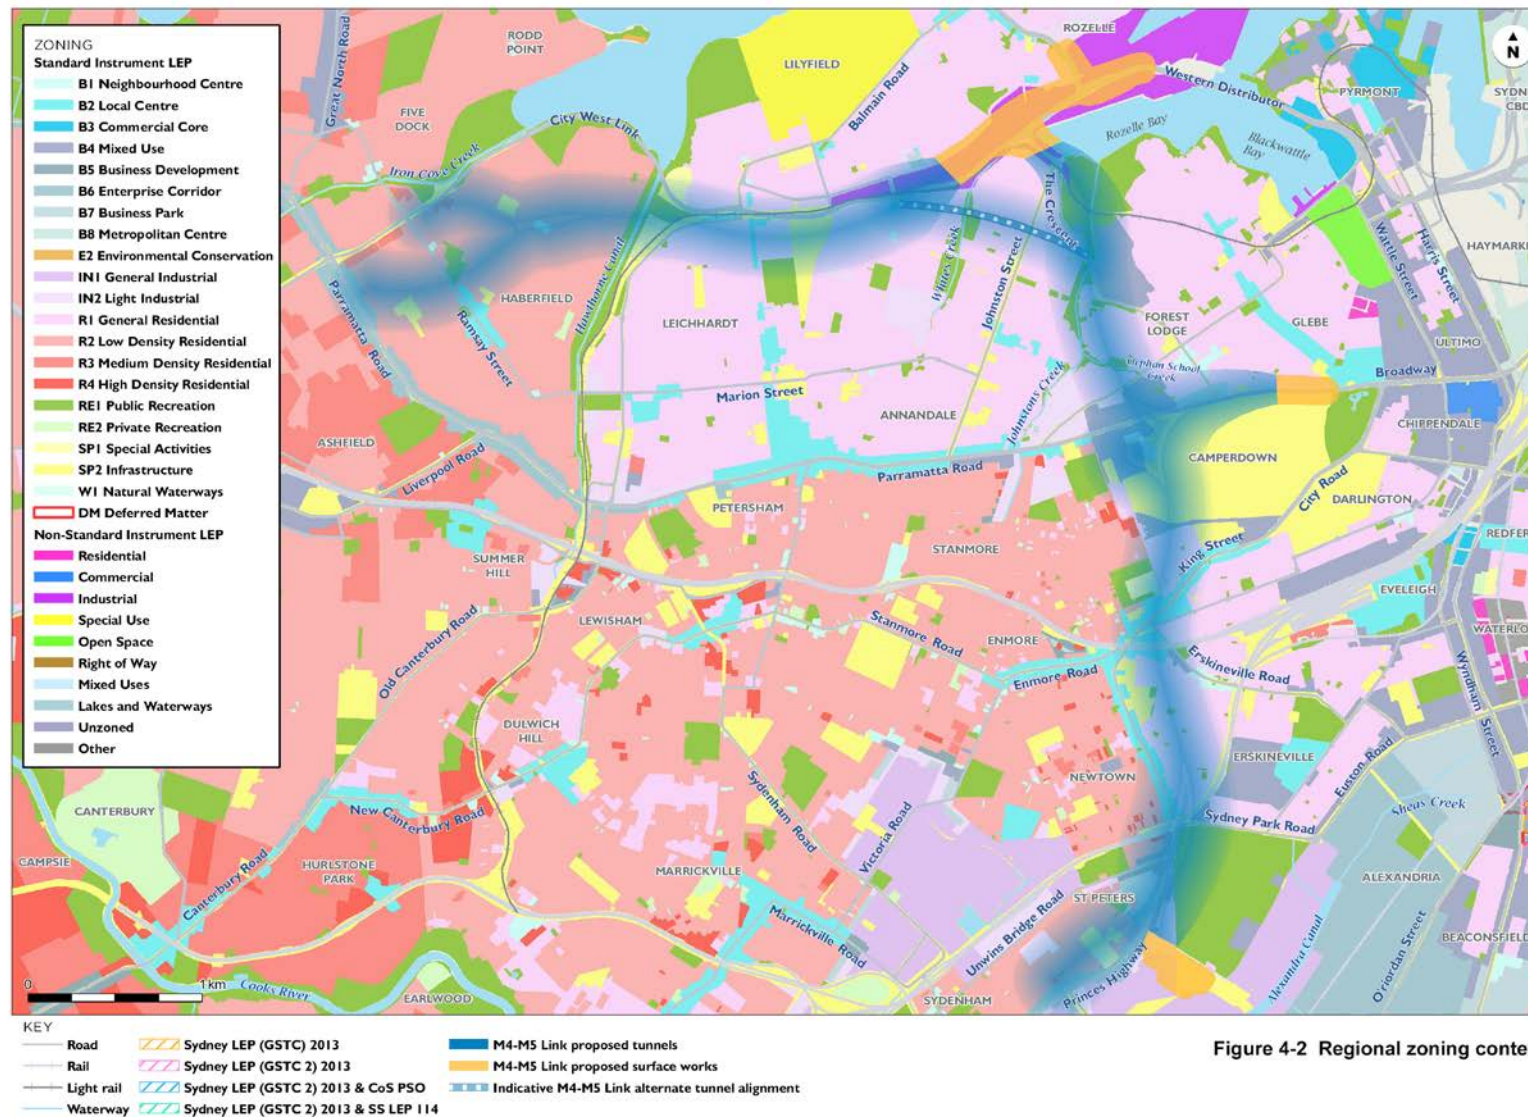 ZONING
Standard Instrument LEP
B1 Neighbourhood Centre
B2 Local Centre
B3 Commercial Core
B4 Mixed Use
B5 Business Development
B6 Enterprise Corridor
B7 Business Park
B8 Metropolitan Centre
E2 Environmental Conservation
IN1 General Industrial
IN2 Light Industrial
R1 General Residential
R2 Low Density Residential
R3 Medium Density Residential
R4 High Density Residential
RE1 Public Recreation
RE2 Private Recreation
SP1 Special Activities
SP2 Infrastructure
W1 Natural Waterways
DM Deferred Matter
Non-Standard Instrument LEP
Residential
Commercial
Industrial
Special Use
Open Space
Right of Way
Mixed Uses
Lakes and Waterways
Unzoned
Other
Great North Road
RODD
POINT
FIVE
DOCK
Iron Cove Creek
City West Link
LILYFIELD
Balmain Road
ROZELLE
Western Distributor
Rozelle Bay
Blackwattle
Bay
PYRMONT
N
SYDN
CBD
The Crescent
Wattle Street
Harris Street
HAYMARKE
Parramatta Road
HABERFIELD
Ramsay Street
Hawthorne Canal
LEICHHARDT
Whites Creek
Johnston Street
FOREST
LODGE
GLEBE
ULTIMO
Orphan School
Creek
Broadway
Marion Street
ANNANDALE
Johnstons Creek
CHIPPENDALE
ASHFIELD
Liverpool Road
Parramatta Road
CAMPERDOWN
City Road
DARLINGTON
PETERSHAM
STANMORE
King Street
REDFER
SUMMER
HILL
EVELEIGH
LEWISHAM
Stanmore Road
ENMORE
WATERLO
Old Canterbury Road
Enmore Road
Erskineville Road
Wyndham Street
DULWICH
HILL
ERSKINEVILLE
Euston Road
NEWTOWN
Sydenham Road
Victoria Road
Sydney Park Road
Sheas Creek
CANTERBURY
New Canterbury Road
CAMPSIE
Canterbury Road
HURLSTONE
PARK
MARRICKVILLE
ALEXANDRIA
ST PETERS
Marrickville Road
Unwins Bridge Road
Princes Highway
Alexandra Canal
O'riordan Street
BEACONSFIEL
0
1km
Cooks River
EARLWOOD
SYDENHAM
KEY
Road
Rail
Light rail
Waterway
Sydney LEP (GSTC) 2013
Sydney LEP (GSTC 2) 2013
Sydney LEP (GSTC 2) 2013 & CoS PSO
Sydney LEP (GSTC 2) 2013 & SS LEP 114
M4-M5 Link proposed tunnels
M4-M5 Link proposed surface works
Indicative M4-M5 Link alternate tunnel alignment
Figure 4-2 Regional zoning conte